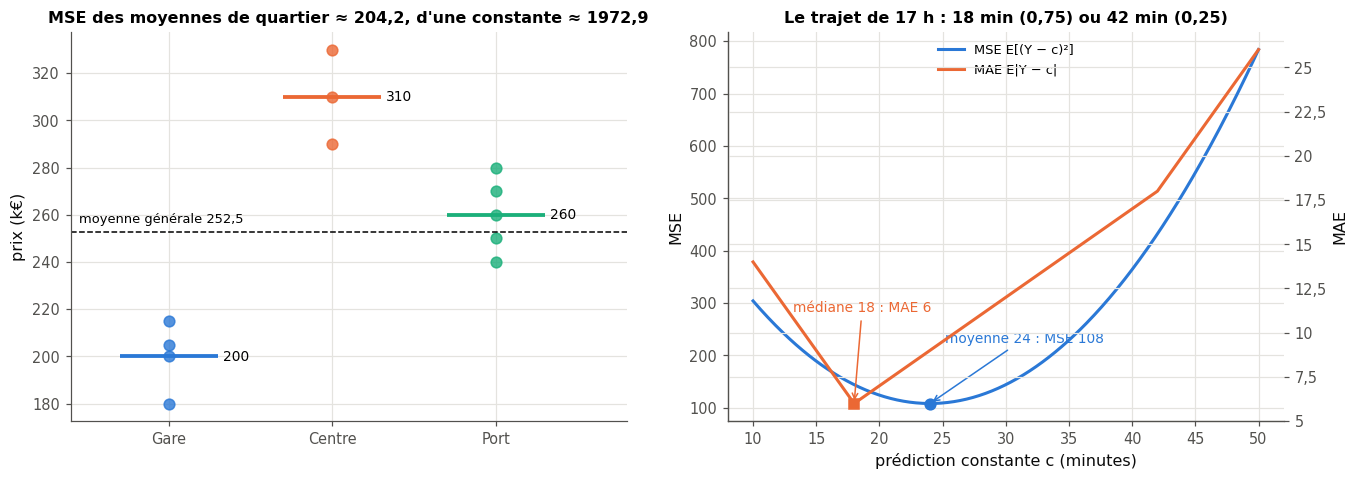 MSE des moyennes de quartier ≈ 204,2, d'une constante ≈ 1972,9
prix (k€)
320
300
280
260
240
220
200
180
310
260
moyenne générale 252,5
200
Gare
Centre
Port
Le trajet de 17 h : 18 min (0,75) ou 42 min (0,25)
MSE E[(Y − c)²]
MAE E|Y − c|
MSE
800
700
600
500
400
300
200
100
médiane 18 : MAE 6
moyenne 24 : MSE 108
25
22,5
20
17,5
15
12,5
10
7,5
5
MAE
10
15
20
25
30
35
40
45
50
prédiction constante c (minutes)